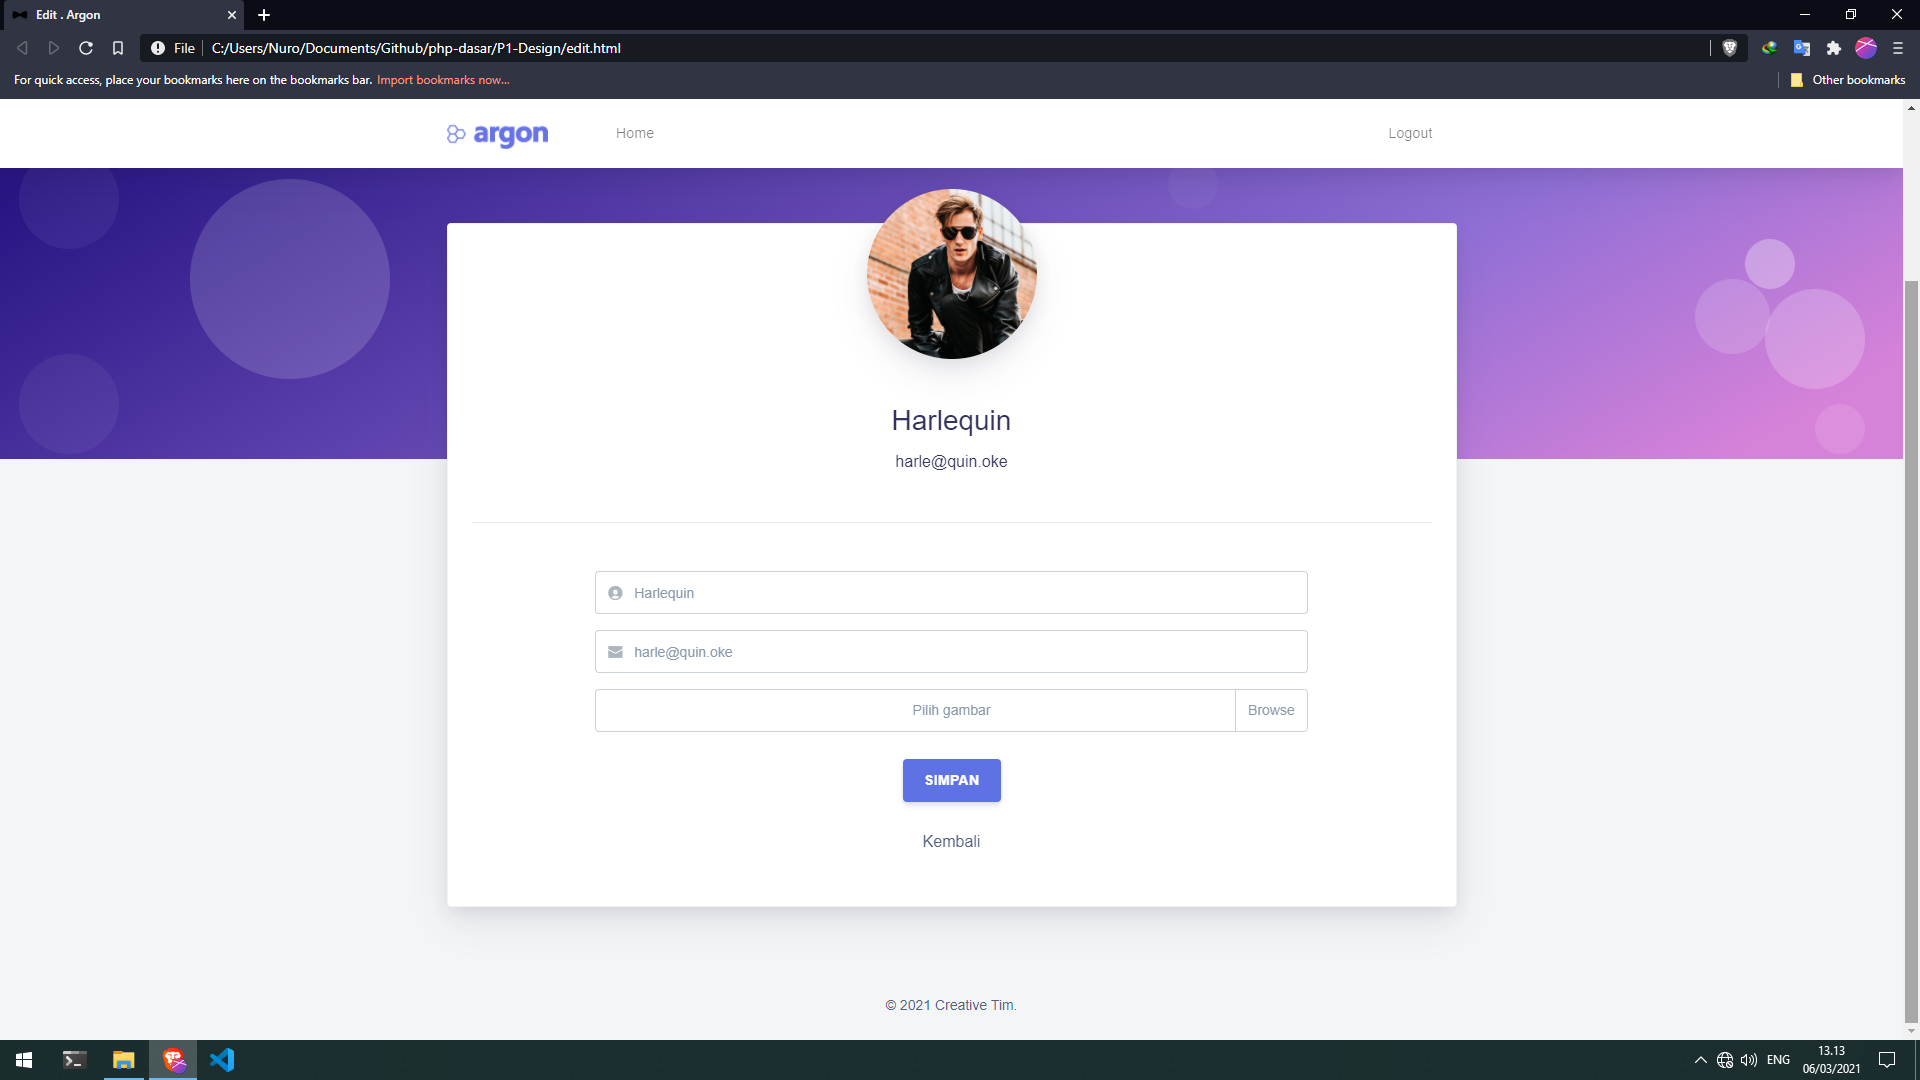 Edit . Argon
File
C:/Users/Nuro/Documents/Github/php-dasar/P1-Design/edit.html
For quick access, place your bookmarks here on the bookmarks bar. Import bookmarks now...
Other bookmarks
argon
Home
Logout
Harlequin
harle@quin.oke
Harlequin
harle@quin.oke
Pilih gambar
Browse
SIMPAN
Kembali
© 2021 Creative Tim.
ENG
13.13
06/03/2021